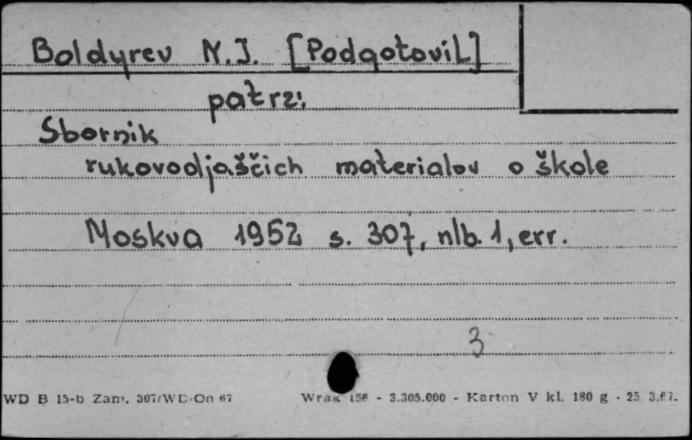 Boldyrev N.I. [Podgotovil]
patrz:
Sbornik
rukovodjaščich materialov o škole
Moskva 1952 s. 307, nlb. 1, err.
3
WD B 15-b Zam. 307/WD-On 67 Wrak 156 - 3.305.000 - Karton V kl. 180 g - 23.3.67.